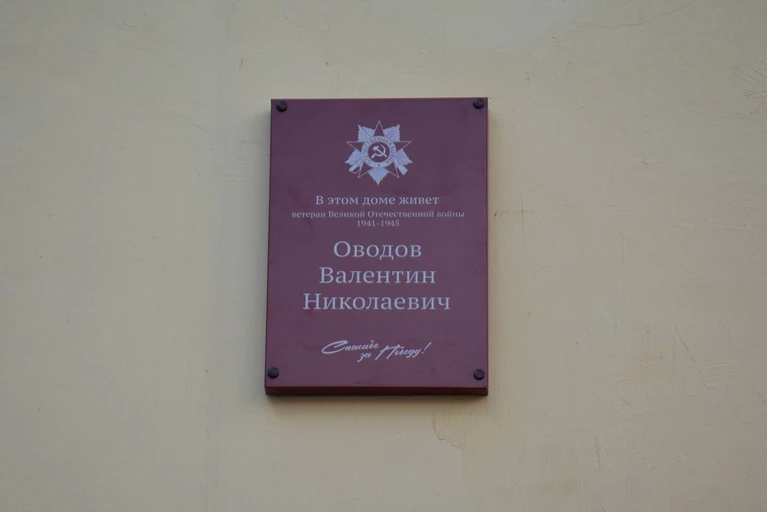 В этом доме живет
ветеран Великой Отечественной войны
1941-1945
Оводов
Валентин
Николаевич
Спасибо
за Победу!